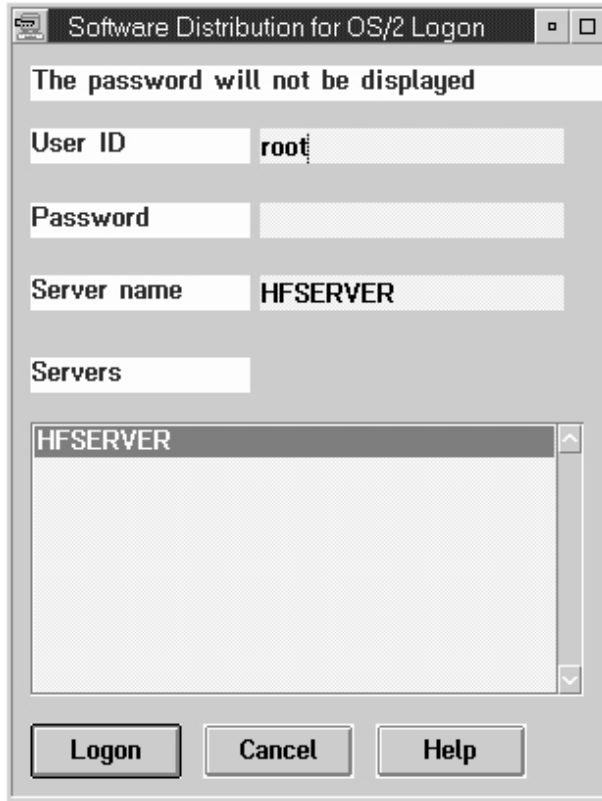 Software Distribution for OS/2 Logon
The password will not be displayed
User ID root
Password
Server name HFSERVER
Servers
HFSERVER
Logon Cancel Help